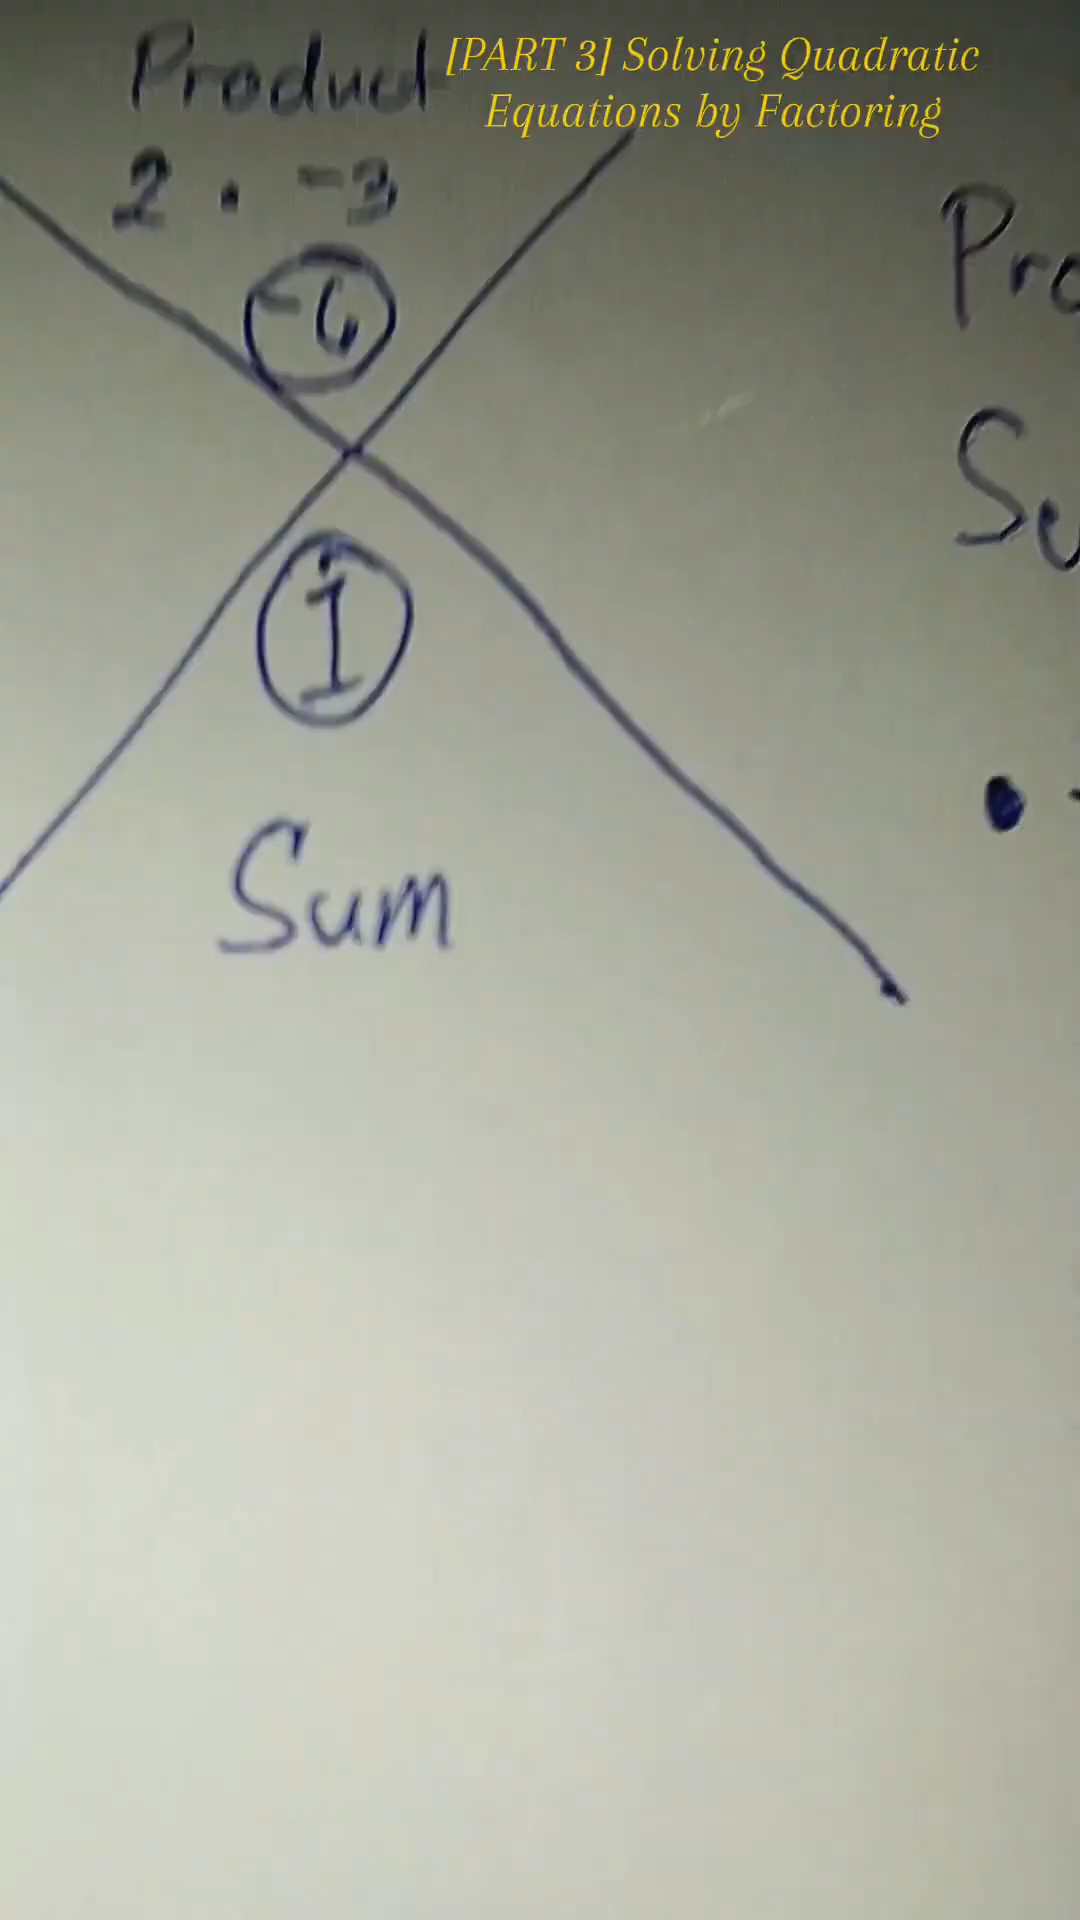 [PART 3] Solving Quadratic
Equations by Factoring
Product
2 . -3
-6
1
Sum